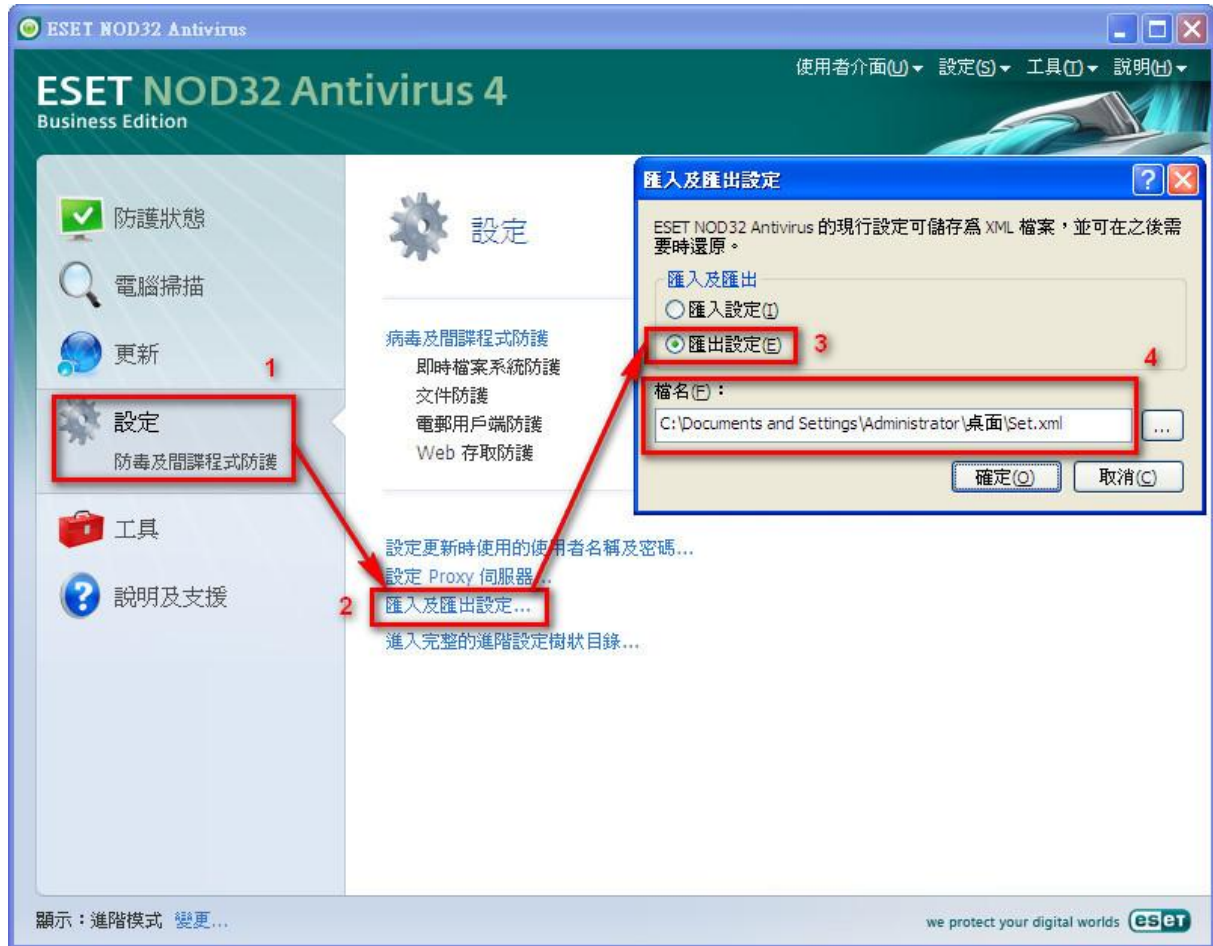 ESET NOD32 Antivirus
使用者介面(U) 設定(S) 工具(T) 說明(H)
ESET NOD32 Antivirus 4
Business Edition
防護狀態
電腦掃描
更新
1
設定
防毒及間諜程式防護
工具
說明及支援
設定
病毒及間諜程式防護
即時檔案系統防護
文件防護
電郵用戶端防護
Web 存取防護
設定更新時使用的使用者名稱及密碼...
設定 Proxy 伺服器...
2
匯入及匯出設定...
進入完整的進階設定樹狀目錄...
匯入及匯出設定
ESET NOD32 Antivirus 的現行設定可儲存為 XML 檔案，並可在之後需
要時還原。
匯入及匯出
匯入設定(I)
匯出設定(E)
3
4
檔名(F)：
C:\Documents and Settings\Administrator\桌面\Set.xml
...
確定(O) 取消(C)
顯示：進階模式 變更...
we protect your digital worlds eseT